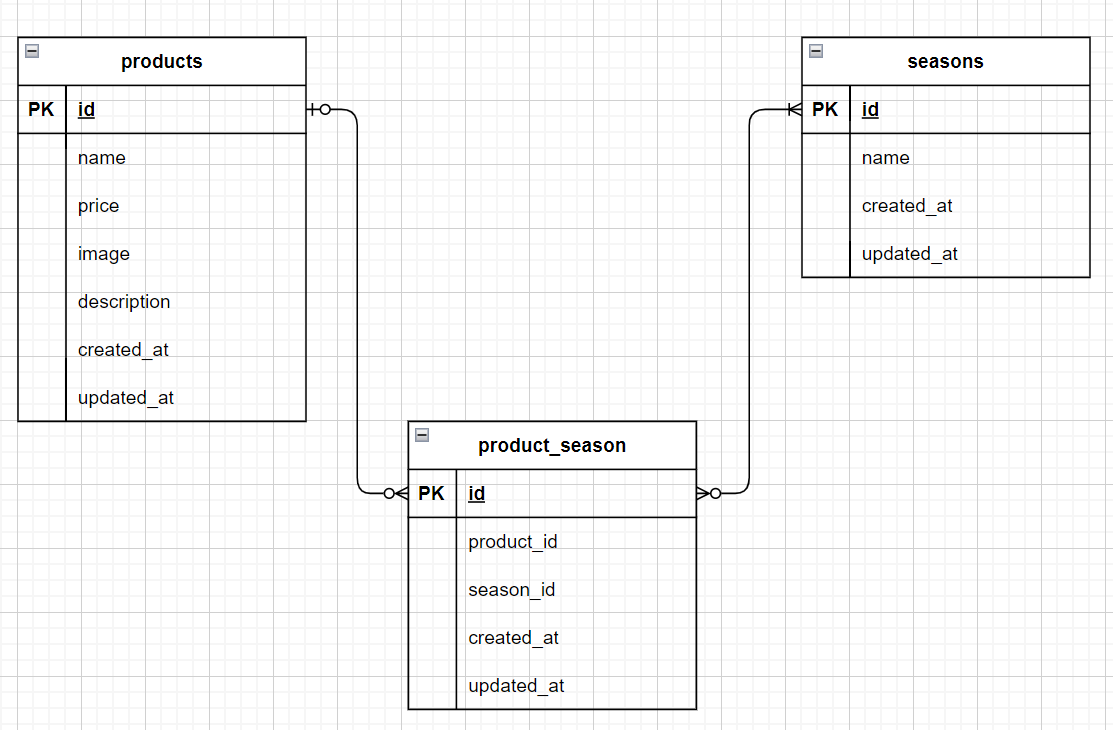 products
PK id
name
price
image
description
created_at
updated_at
seasons
PK id
name
created_at
updated_at
product_season
PK id
product_id
season_id
created_at
updated_at